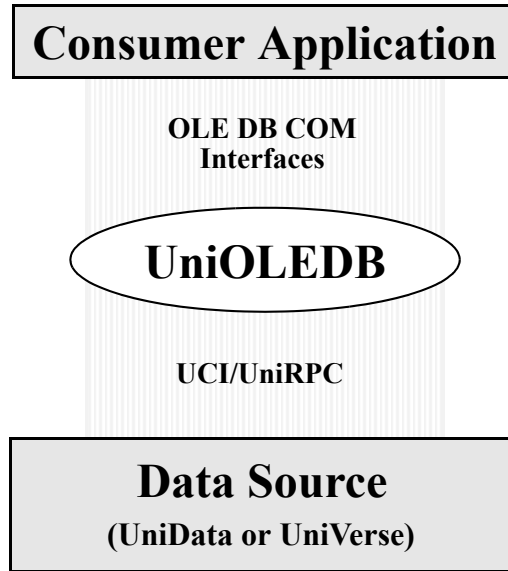 Consumer Application
OLE DB COM
Interfaces
UniOLEDB
UCI/UniRPC
Data Source
(UniData or UniVerse)